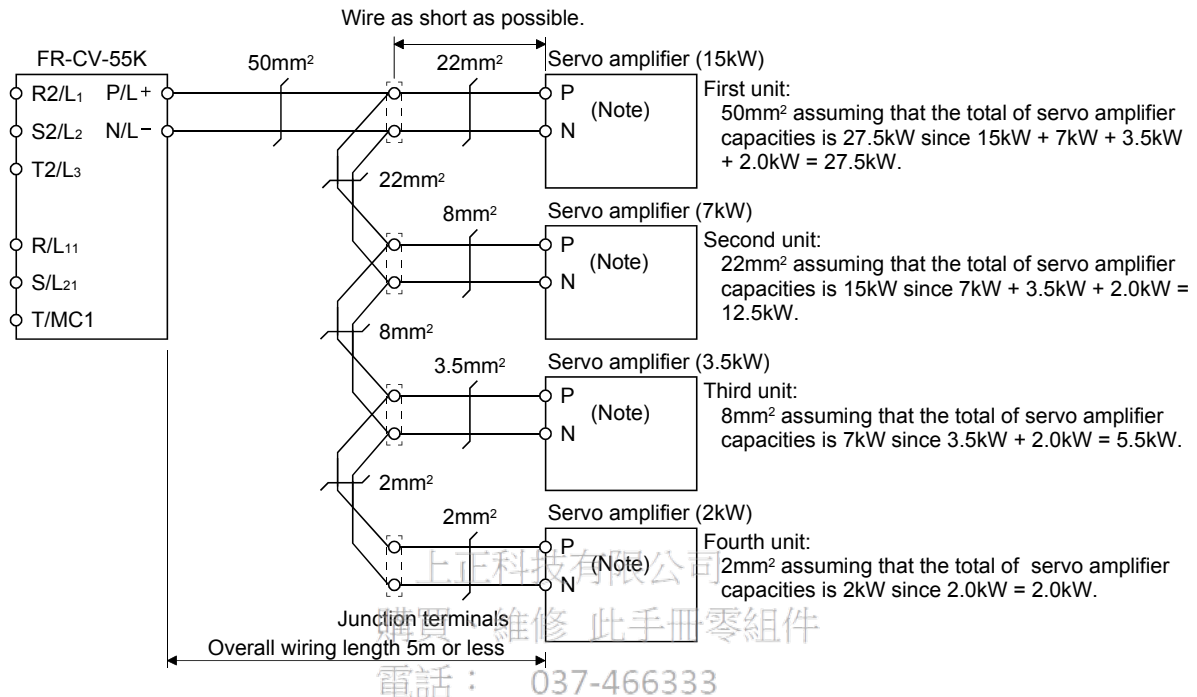 Wire as short as possible.
FR-CV-55K
50mm²
22mm²
Servo amplifier (15kW)
R2/L1 P/L+
S2/L2 N/L−
T2/L3
R/L11
S/L21
T/MC1
P
(Note)
N
First unit:
50mm² assuming that the total of servo amplifier
capacities is 27.5kW since 15kW + 7kW + 3.5kW
+ 2.0kW = 27.5kW.
22mm²
8mm²
Servo amplifier (7kW)
P
(Note)
N
Second unit:
22mm² assuming that the total of servo amplifier
capacities is 15kW since 7kW + 3.5kW + 2.0kW =
12.5kW.
8mm²
3.5mm²
Servo amplifier (3.5kW)
P
(Note)
N
Third unit:
8mm² assuming that the total of servo amplifier
capacities is 7kW since 3.5kW + 2.0kW = 5.5kW.
2mm²
2mm²
Servo amplifier (2kW)
P
(Note)
N
Fourth unit:
2mm² assuming that the total of servo amplifier
capacities is 2kW since 2.0kW = 2.0kW.
上正科技有限公司
Junction terminals
購買、維修 此手冊零組件
Overall wiring length 5m or less
電話： 037-466333